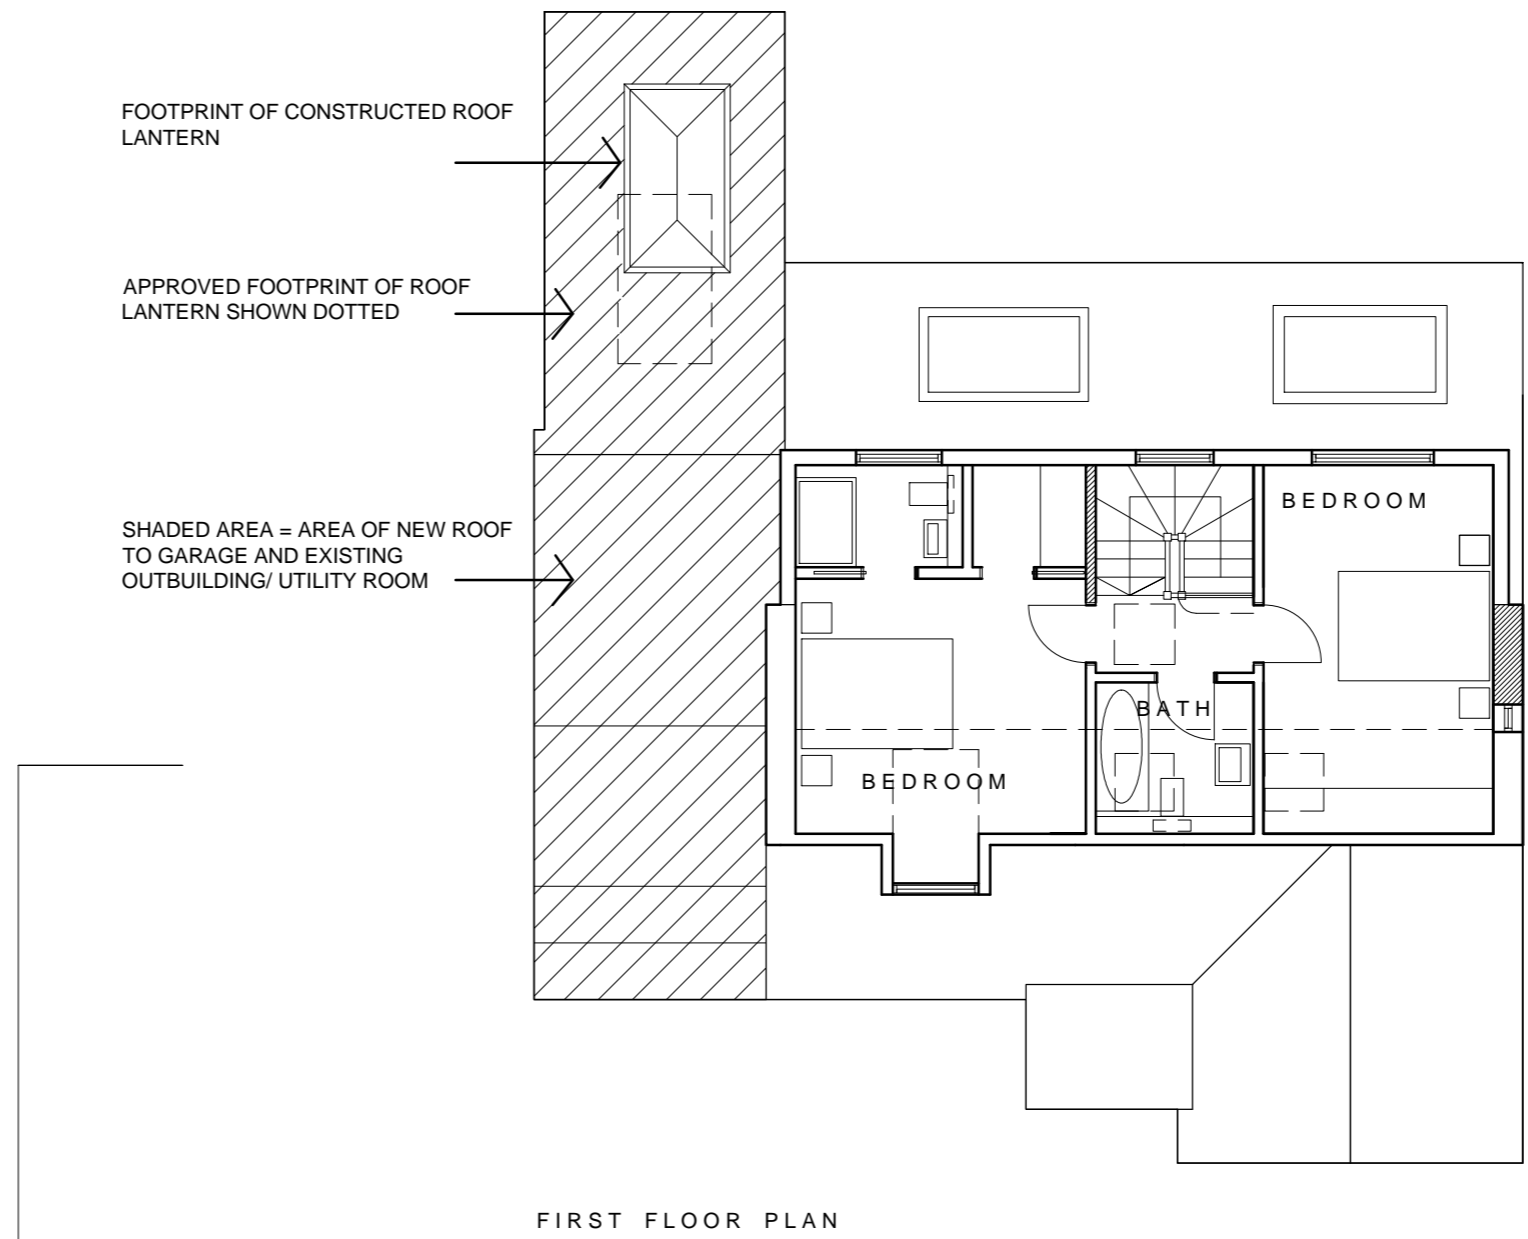 FOOTPRINT OF CONSTRUCTED ROOF
LANTERN
APPROVED FOOTPRINT OF ROOF
LANTERN SHOWN DOTTED
SHADED AREA = AREA OF NEW ROOF
TO GARAGE AND EXISTING
OUTBUILDING/ UTILITY ROOM
BEDROOM
BATH
BEDROOM
FIRST FLOOR PLAN